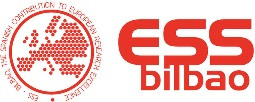 ESS - BILBAO: THE SPANISH CONTRIBUTION TO EUROPEAN RESEARCH EXCELLENCE
ESS
bilbao